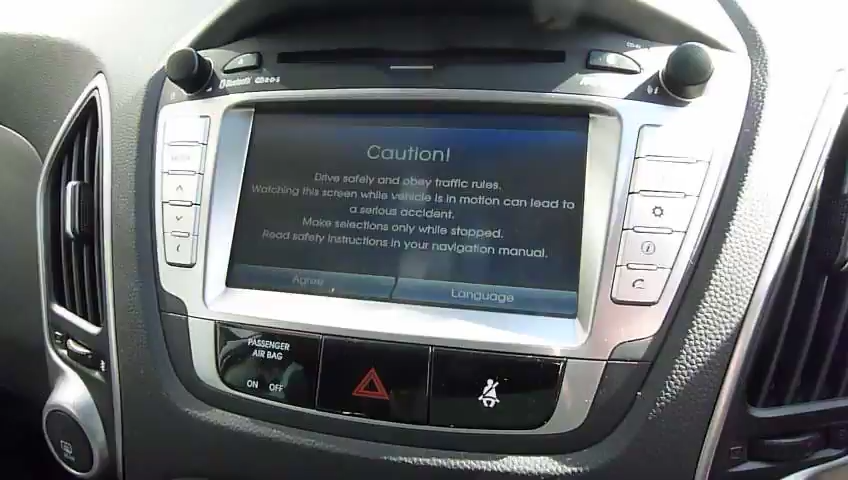 Bluetooth
Caution!
Drive safely and obey traffic rules.
Watching this screen while vehicle is in motion can lead to
a serious accident.
Make selections only while stopped.
Read safety instructions in your navigation manual.
Agree
Language
PASSENGER
AIR BAG
ON OFF